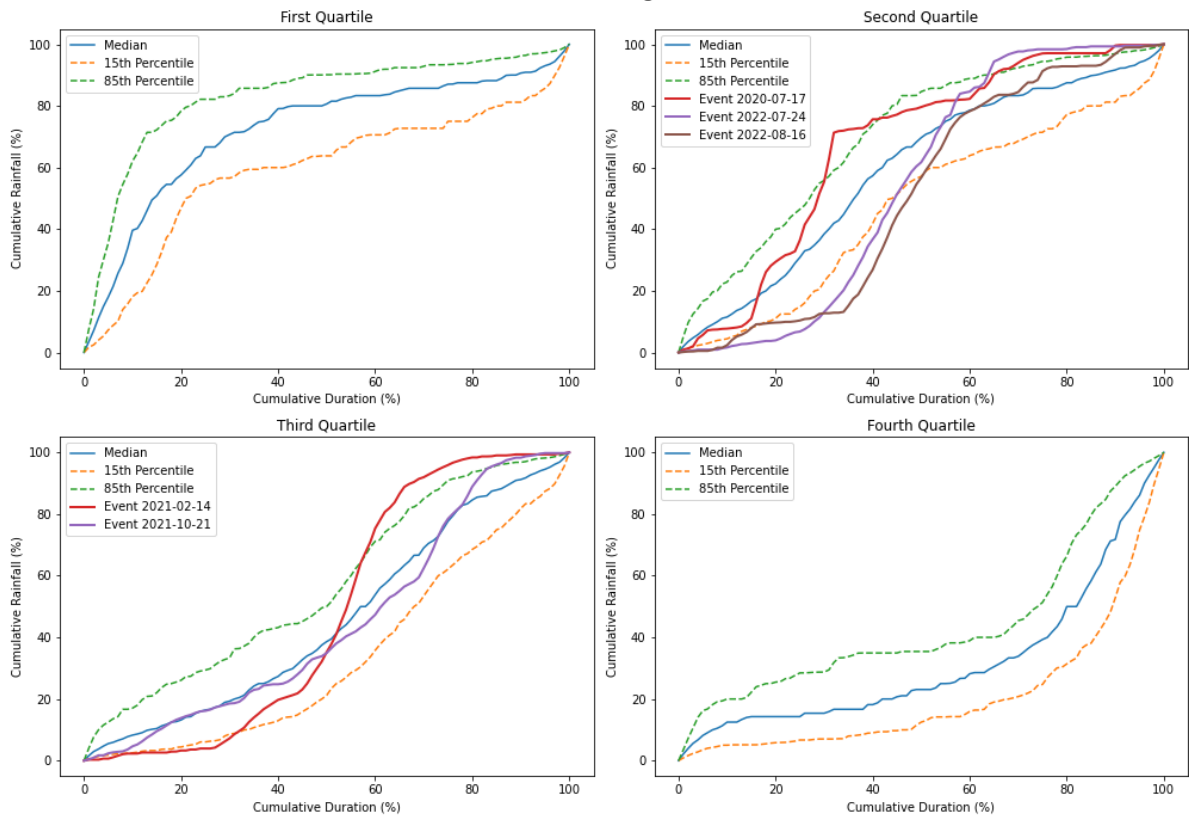 First Quartile
Median
15th Percentile
85th Percentile
100
80
60
40
20
0
0 20 40 60 80 100
Cumulative Rainfall (%)
Cumulative Duration (%)
Second Quartile
Median
15th Percentile
85th Percentile
Event 2020-07-17
Event 2022-07-24
Event 2022-08-16
100
80
60
40
20
0
0 20 40 60 80 100
Cumulative Rainfall (%)
Cumulative Duration (%)
Third Quartile
Median
15th Percentile
85th Percentile
Event 2021-02-14
Event 2021-10-21
100
80
60
40
20
0
0 20 40 60 80 100
Cumulative Rainfall (%)
Cumulative Duration (%)
Fourth Quartile
Median
15th Percentile
85th Percentile
100
80
60
40
20
0
0 20 40 60 80 100
Cumulative Rainfall (%)
Cumulative Duration (%)